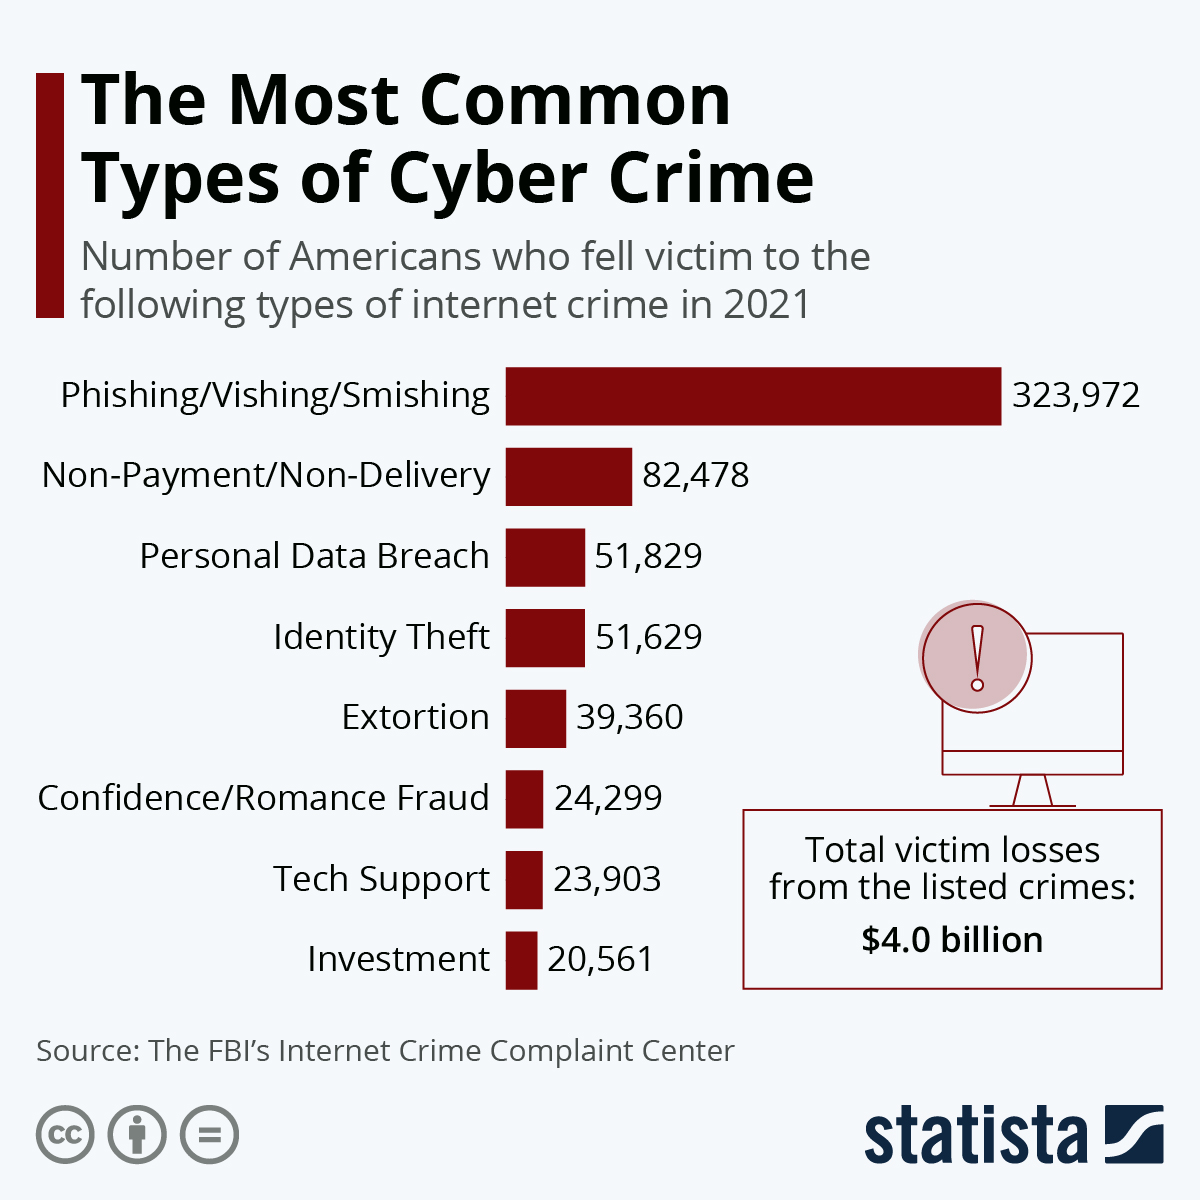 The Most Common
Types of Cyber Crime
Number of Americans who fell victim to the
following types of internet crime in 2021
Phishing/Vishing/Smishing 323,972
Non-Payment/Non-Delivery 82,478
Personal Data Breach 51,829
Identity Theft 51,629
Extortion 39,360
Confidence/Romance Fraud 24,299
Tech Support 23,903
Investment 20,561
!
Total victim losses
from the listed crimes:
$4.0 billion
Source: The FBI’s Internet Crime Complaint Center
cc =
statista